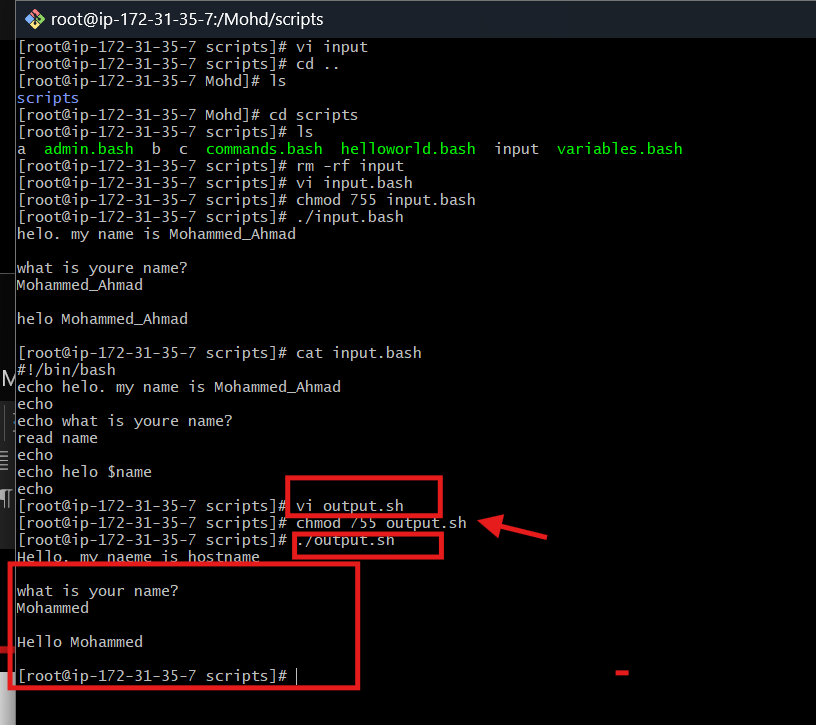 root@ip-172-31-35-7:/Mohd/scripts
[root@ip-172-31-35-7 scripts]# vi input
[root@ip-172-31-35-7 scripts]# cd ..
[root@ip-172-31-35-7 Mohd]# ls
scripts
[root@ip-172-31-35-7 Mohd]# cd scripts
[root@ip-172-31-35-7 scripts]# ls
a  admin.bash  b  c  commands.bash  helloworld.bash  input  variables.bash
[root@ip-172-31-35-7 scripts]# rm -rf input
[root@ip-172-31-35-7 scripts]# vi input.bash
[root@ip-172-31-35-7 scripts]# chmod 755 input.bash
[root@ip-172-31-35-7 scripts]# ./input.bash
helo. my name is Mohammed_Ahmad
what is youre name?
Mohammed_Ahmad
helo Mohammed_Ahmad
[root@ip-172-31-35-7 scripts]# cat input.bash
#!/bin/bash
echo helo. my name is Mohammed_Ahmad
echo
echo what is youre name?
read name
echo
echo helo $name
echo
[root@ip-172-31-35-7 scripts]# vi output.sh
[root@ip-172-31-35-7 scripts]# chmod 755 output.sh
[root@ip-172-31-35-7 scripts]# ./output.sh
Hello. my naeme is hostname
what is your name?
Mohammed
Hello Mohammed
[root@ip-172-31-35-7 scripts]#